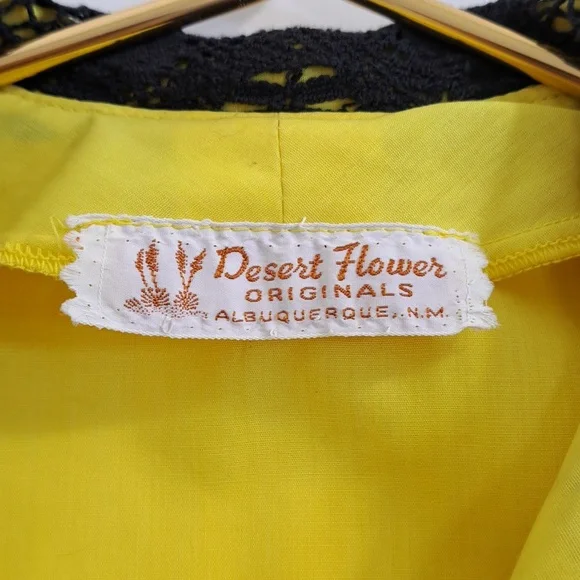 Desert Flower
ORIGINALS
ALBUQUERQUE, N.M.